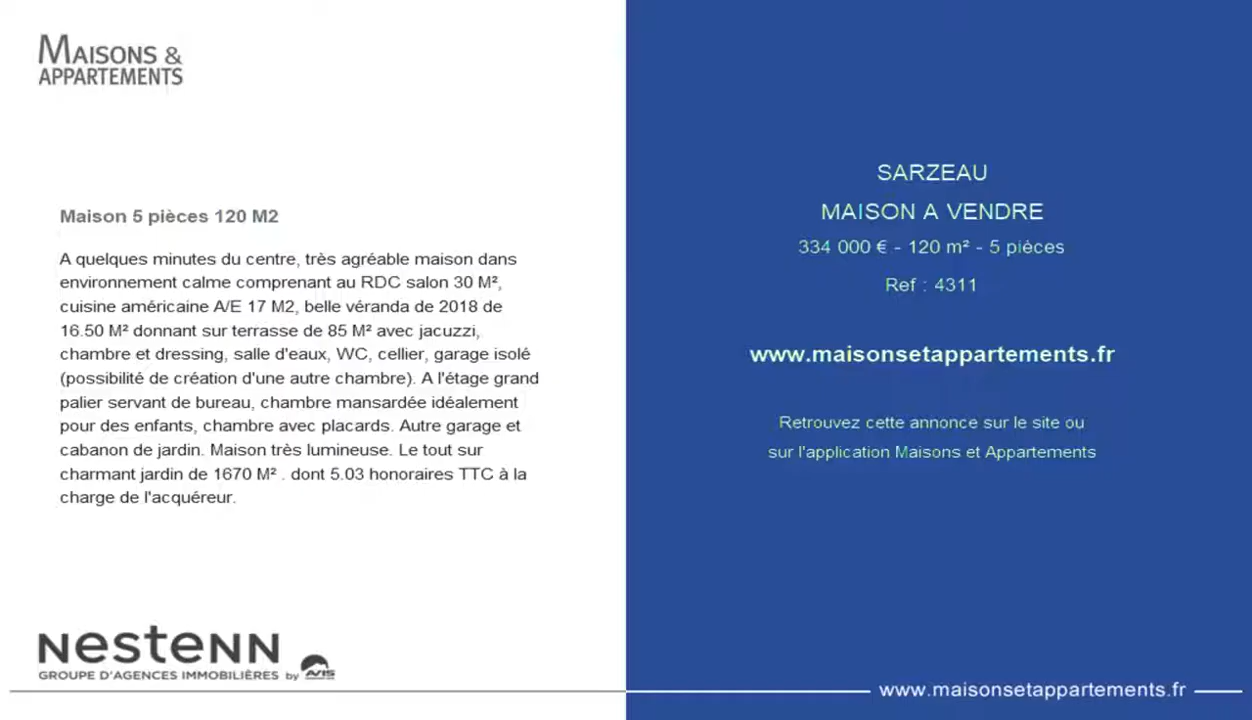 MAISONS &
APPARTEMENTS
Maison 5 pièces 120 M2
A quelques minutes du centre, très agréable maison dans
environnement calme comprenant au RDC salon 30 M²,
cuisine américaine A/E 17 M2, belle véranda de 2018 de
16.50 M² donnant sur terrasse de 85 M² avec jacuzzi,
chambre et dressing, salle d'eaux, WC, cellier, garage isolé
(possibilité de création d'une autre chambre). A l'étage grand
palier servant de bureau, chambre mansardée idéalement
pour des enfants, chambre avec placards. Autre garage et
cabanon de jardin. Maison très lumineuse. Le tout sur
charmant jardin de 1670 M² . dont 5.03 honoraires TTC à la
charge de l'acquéreur.
Nestenn
GROUPE D'AGENCES IMMOBILIÈRES by AVIS
SARZEAU
MAISON A VENDRE
334 000 € - 120 m² - 5 pièces
Ref : 4311
www.maisonsetappartements.fr
Retrouvez cette annonce sur le site ou
sur l'application Maisons et Appartements
www.maisonsetappartements.fr